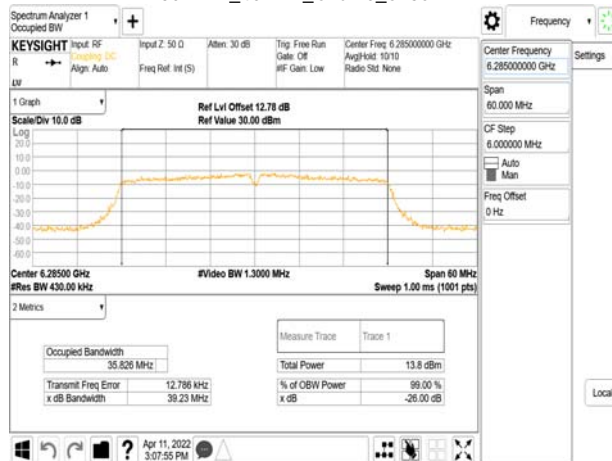 Spectrum Analyzer 1
Occupied BW
KEYSIGHT
R
Input: RF
Coupling: DC
Align: Auto
Input Z: 50 Ω
Freq Ref: Int (S)
Atten: 30 dB
Trig: Free Run
Gate: Off
#IF Gain: Low
Center Freq: 6.285000000 GHz
Avg|Hold: 10/10
Radio Std: None
1 Graph
Scale/Div 10.0 dB
Ref Lvl Offset 12.78 dB
Ref Value 30.00 dBm
Log
20.0
10.0
0.00
-10.0
-20.0
-30.0
-40.0
-50.0
-60.0
Center 6.28500 GHz
#Res BW 430.00 kHz
#Video BW 1.3000 MHz
Span 60 MHz
Sweep 1.00 ms (1001 pts)
2 Metrics
Measure Trace
Trace 1
Occupied Bandwidth
35.826 MHz
Total Power
13.8 dBm
Transmit Freq Error
12.786 kHz
% of OBW Power
99.00 %
x dB Bandwidth
39.23 MHz
x dB
-26.00 dB
Apr 11, 2022
3:07:55 PM
Frequency
Center Frequency
6.285000000 GHz
Settings
Span
60.000 MHz
CF Step
6.000000 MHz
Auto
Man
Freq Offset
0 Hz
Local